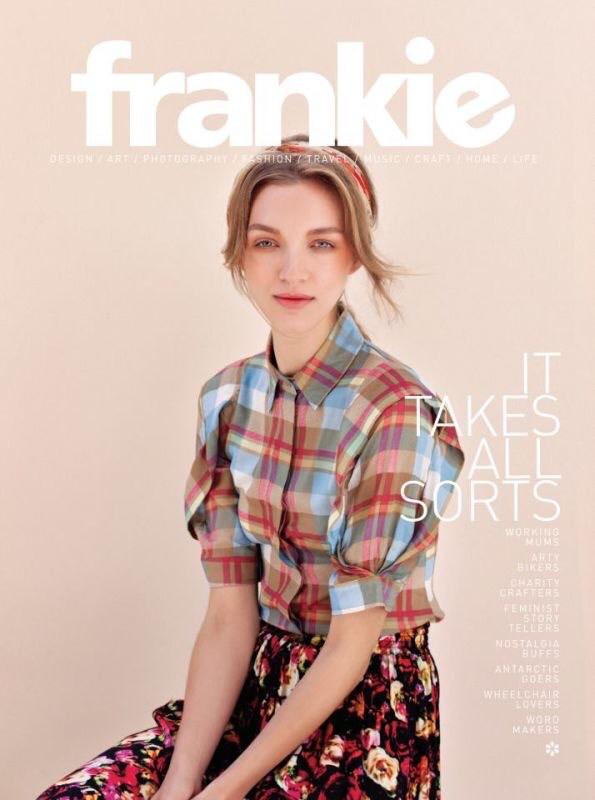 frankie
DESIGN / ART / PHOTOGRAPHY / FASHION / TRAVEL / MUSIC / CRAFT / HOME / LIFE
IT
TAKES
ALL
SORTS
WORKING
MUMS
ARTY
BIKERS
CHARITY
CRAFTERS
FEMINIST
STORY
TELLERS
NOSTALGIA
BUFFS
ANTARCTIC
GOERS
WHEELCHAIR
LOVERS
WORD
MAKERS